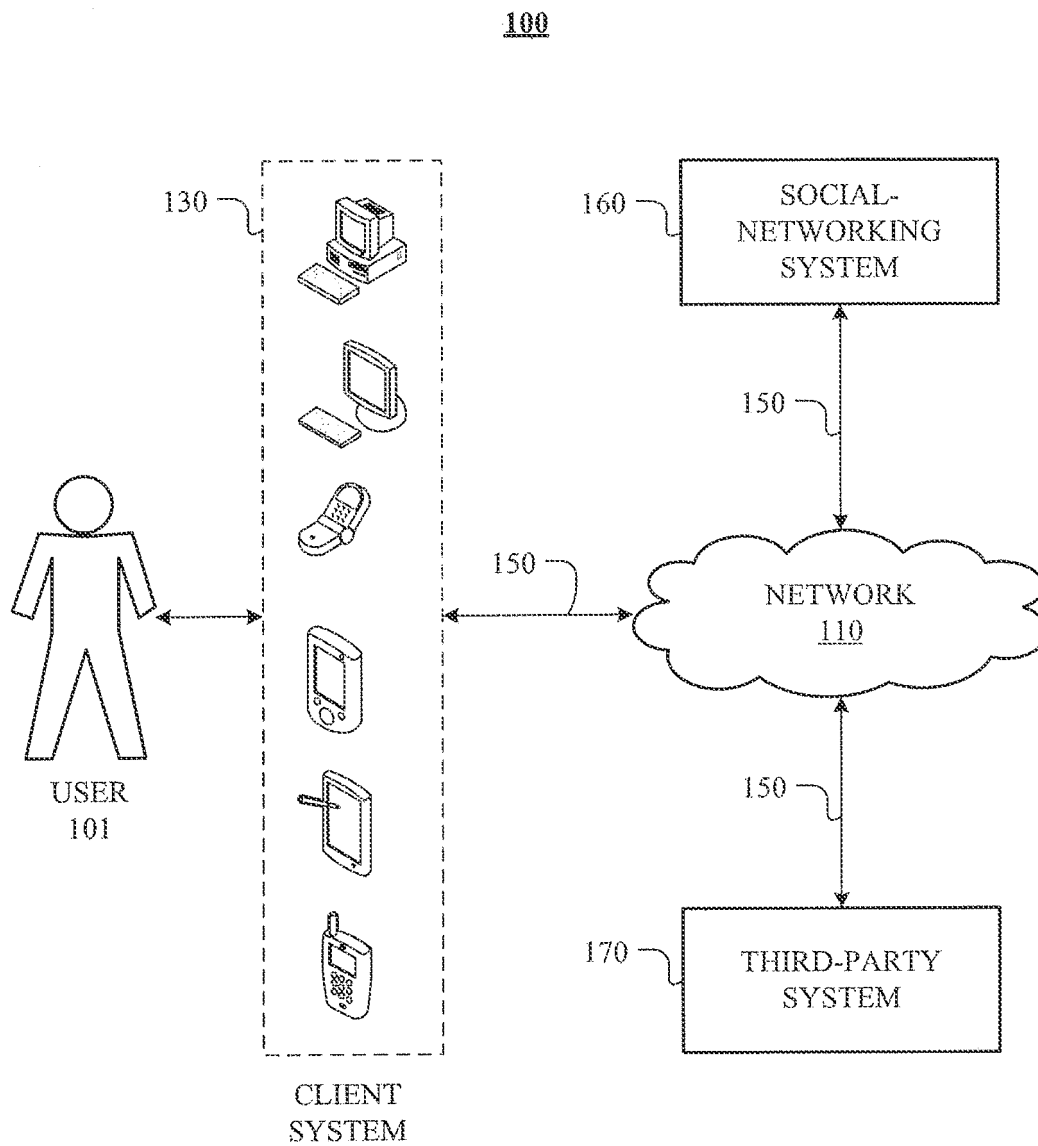 100
130
160
SOCIAL-
NETWORKING
SYSTEM
150
150
NETWORK
110
USER
101
150
170
THIRD-PARTY
SYSTEM
CLIENT
SYSTEM